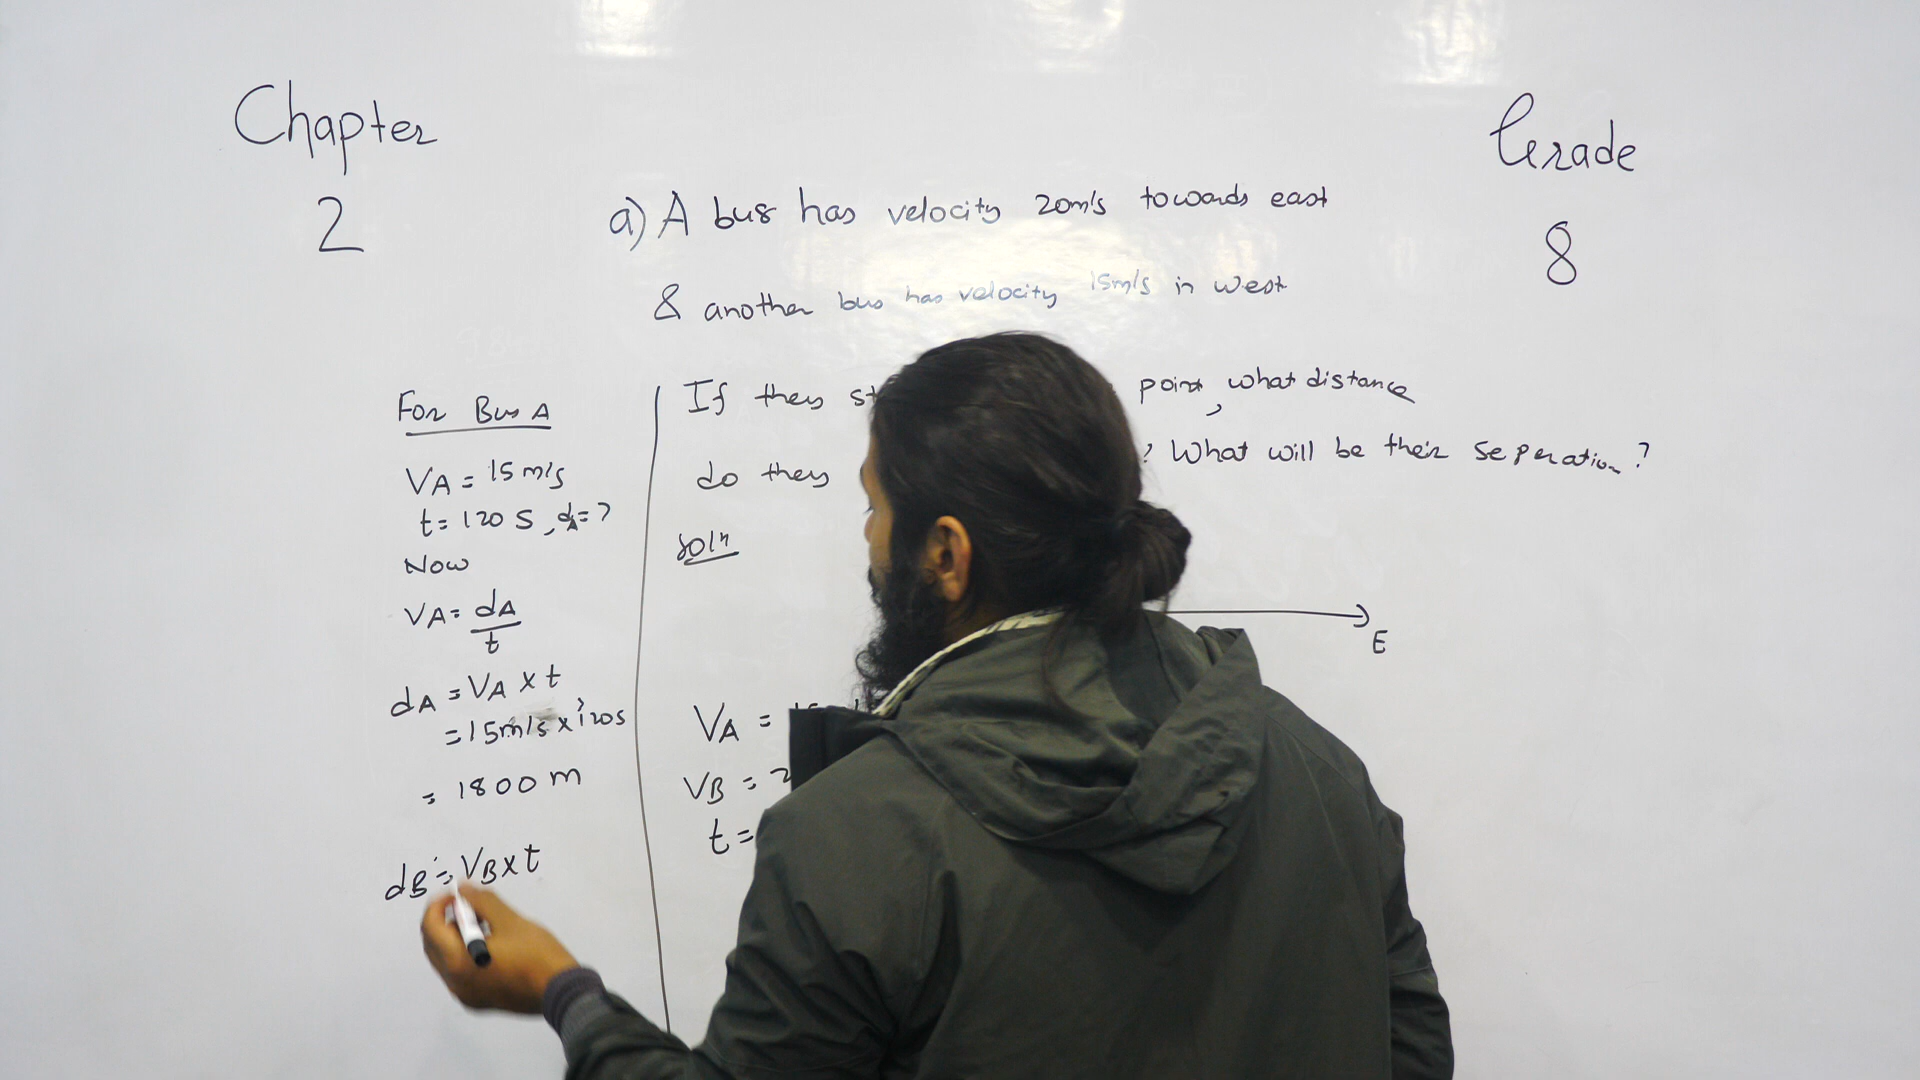 Chapter
2
Grade
8
a) A bus has velocity 20m/s towards east
& another bus has velocity 15m/s in west
If they st point, what distance
do they ? What will be their seperation?
Soln
E
VA =
VB = 2
t =
For Bus A
VA = 15 m/s
t = 120 s, dA = ?
Now
VA = dA
t
dA = VA x t
= 15m/s x 120s
= 1800 m
dB = VB x t